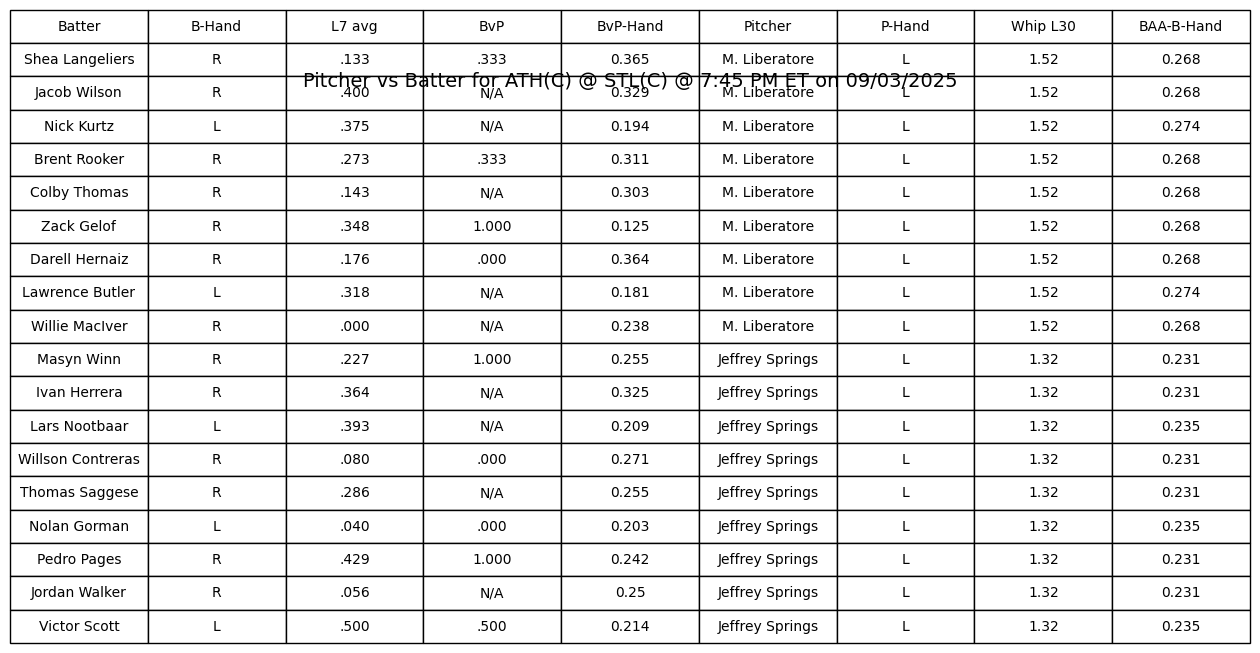 Batter B-Hand L7 avg BvP BvP-Hand Pitcher P-Hand Whip L30 BAA-B-Hand
Shea Langeliers R .133 .333 0.365 M. Liberatore L 1.52 0.268
Pitcher vs Batter for ATH(C) @ STL(C) @ 7:45 PM ET on 09/03/2025
Jacob Wilson R .400 N/A 0.329 M. Liberatore L 1.52 0.268
Nick Kurtz L .375 N/A 0.194 M. Liberatore L 1.52 0.274
Brent Rooker R .273 .333 0.311 M. Liberatore L 1.52 0.268
Colby Thomas R .143 N/A 0.303 M. Liberatore L 1.52 0.268
Zack Gelof R .348 1.000 0.125 M. Liberatore L 1.52 0.268
Darell Hernaiz R .176 .000 0.364 M. Liberatore L 1.52 0.268
Lawrence Butler L .318 N/A 0.181 M. Liberatore L 1.52 0.274
Willie MacIver R .000 N/A 0.238 M. Liberatore L 1.52 0.268
Masyn Winn R .227 1.000 0.255 Jeffrey Springs L 1.32 0.231
Ivan Herrera R .364 N/A 0.325 Jeffrey Springs L 1.32 0.231
Lars Nootbaar L .393 N/A 0.209 Jeffrey Springs L 1.32 0.235
Willson Contreras R .080 .000 0.271 Jeffrey Springs L 1.32 0.231
Thomas Saggese R .286 N/A 0.255 Jeffrey Springs L 1.32 0.231
Nolan Gorman L .040 .000 0.203 Jeffrey Springs L 1.32 0.235
Pedro Pages R .429 1.000 0.242 Jeffrey Springs L 1.32 0.231
Jordan Walker R .056 N/A 0.25 Jeffrey Springs L 1.32 0.231
Victor Scott L .500 .500 0.214 Jeffrey Springs L 1.32 0.235